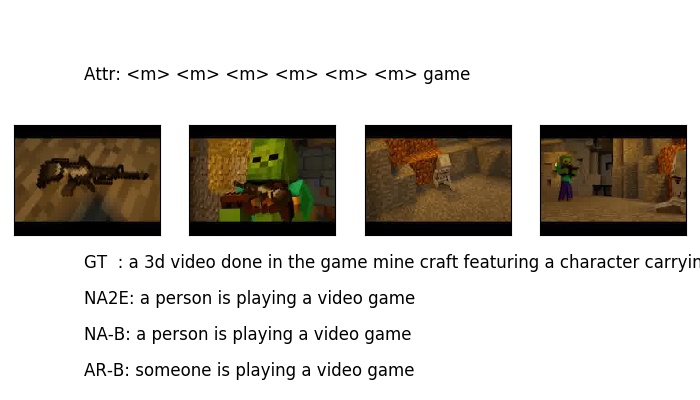 Attr: <m> <m> <m> <m> <m> <m> game
GT : a 3d video done in the game mine craft featuring a character
NA2E: a person is playing a video game
NA-B: a person is playing a video game
AR-B: someone is playing a video game